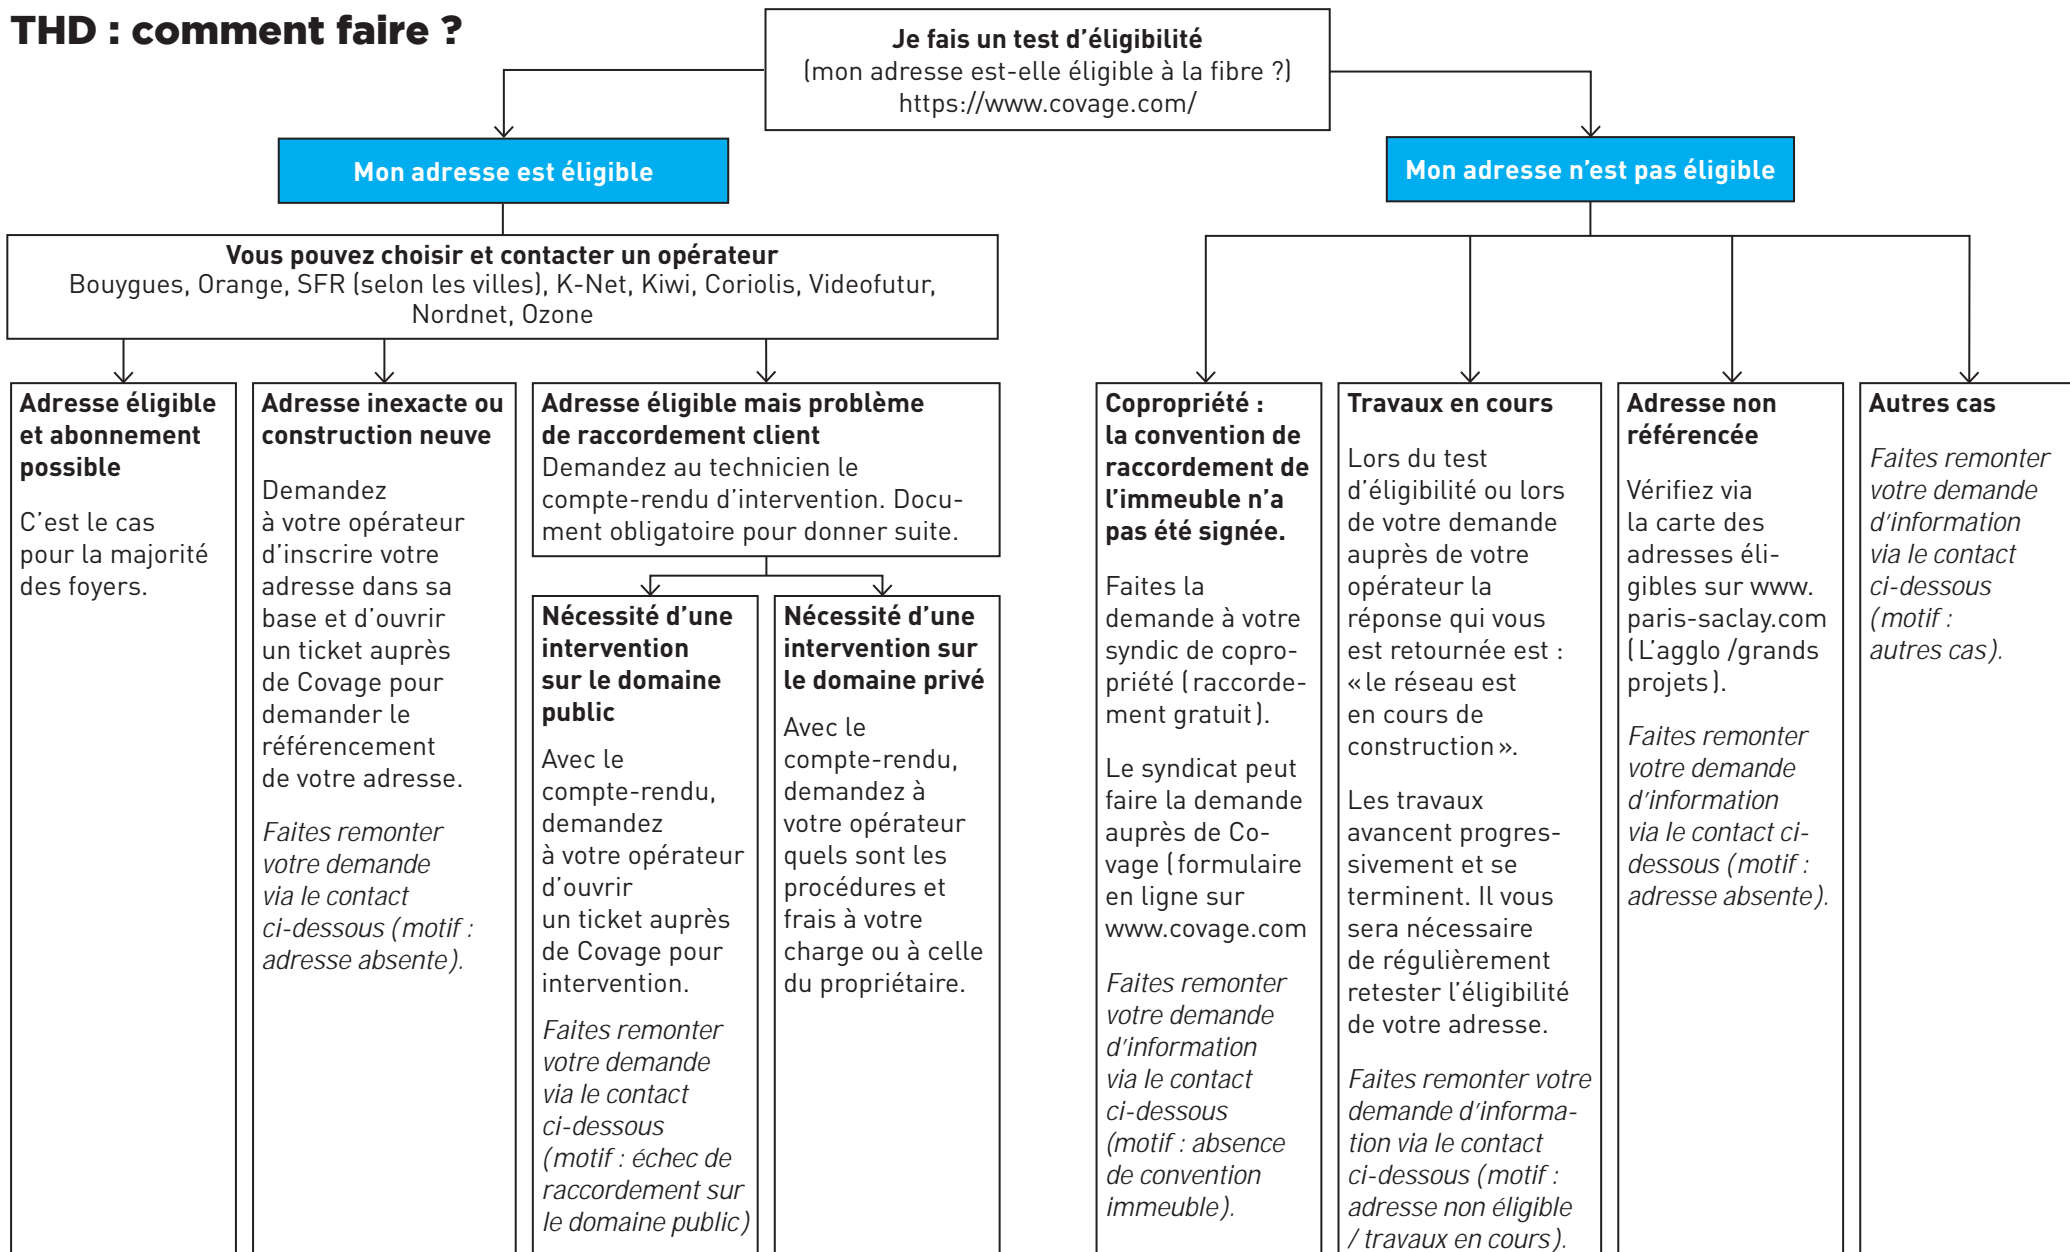 THD : comment faire ?
Je fais un test d'éligibilité
(mon adresse est-elle éligible à la fibre ?)
https://www.covage.com/
Mon adresse est éligible
Mon adresse n'est pas éligible
Vous pouvez choisir et contacter un opérateur
Bouygues, Orange, SFR (selon les villes), K-Net, Kiwi, Coriolis, Videofutur,
Nordnet, Ozone
Adresse éligible
et abonnement
possible
C'est le cas
pour la majorité
des foyers.
Adresse inexacte ou
construction neuve
Demandez
à votre opérateur
d'inscrire votre
adresse dans sa
base et d'ouvrir
un ticket auprès
de Covage pour
demander le
référencement
de votre adresse.
Faites remonter
votre demande
via le contact
ci-dessous (motif :
adresse absente).
Adresse éligible mais problème
de raccordement client
Demandez au technicien le
compte-rendu d'intervention. Docu-
ment obligatoire pour donner suite.
Nécessité d'une
intervention
sur le domaine
public
Avec le
compte-rendu,
demandez
à votre opérateur
d'ouvrir
un ticket auprès
de Covage pour
intervention.
Faites remonter
votre demande
via le contact
ci-dessous
(motif : échec de
raccordement sur
le domaine public)
Nécessité d'une
intervention sur
le domaine privé
Avec le
compte-rendu,
demandez à
votre opérateur
quels sont les
procédures et
frais à votre
charge ou à celle
du propriétaire.
Copropriété :
la convention de
raccordement de
l'immeuble n'a
pas été signée.
Faites la
demande à votre
syndic de copro-
priété (raccorde-
ment gratuit).
Le syndicat peut
faire la demande
auprès de Co-
vage (formulaire
en ligne sur
www.covage.com
Faites remonter
votre demande
d'information
via le contact
ci-dessous
(motif : absence
de convention
immeuble).
Travaux en cours
Lors du test
d'éligibilité ou lors
de votre demande
auprès de votre
opérateur la
réponse qui vous
est retournée est :
« le réseau est
en cours de
construction ».
Les travaux
avancent progres-
sivement et se
terminent. Il vous
sera nécessaire
de régulièrement
retester l'éligibilité
de votre adresse.
Faites remonter votre
demande d'informa-
tion via le contact
ci-dessous (motif :
adresse non éligible
/ travaux en cours).
Adresse non
référencée
Vérifiez via
la carte des
adresses éli-
gibles sur www.
paris-saclay.com
(L'agglo /grands
projets).
Faites remonter
votre demande
d'information
via le contact ci-
dessous (motif :
adresse absente).
Autres cas
Faites remonter
votre demande
d'information
via le contact
ci-dessous
(motif :
autres cas).